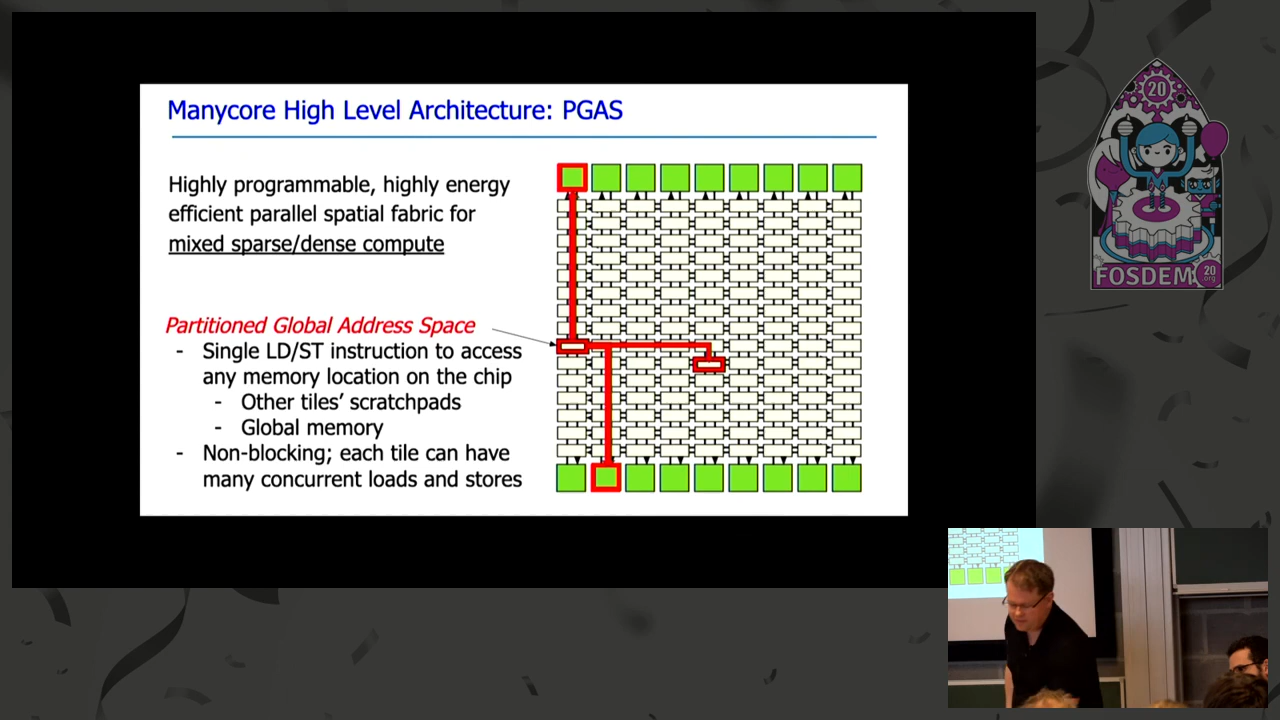 Manycore High Level Architecture: PGAS
Highly programmable, highly energy
efficient parallel spatial fabric for
mixed sparse/dense compute
Partitioned Global Address Space
- Single LD/ST instruction to access
any memory location on the chip
- Other tiles’ scratchpads
- Global memory
- Non-blocking; each tile can have
many concurrent loads and stores
20
FOSDEM
20
.org